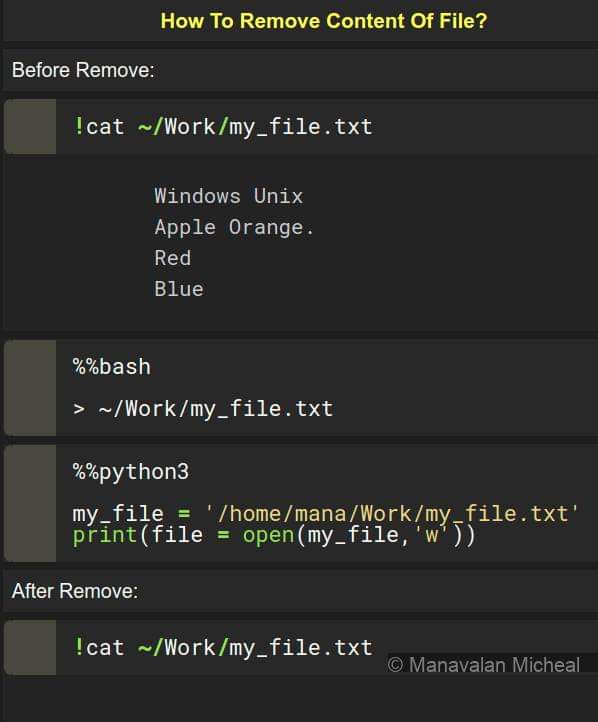 How To Remove Content Of File?
Before Remove:
!cat ~/Work/my_file.txt
Windows Unix
Apple Orange.
Red
Blue
%%bash
> ~/Work/my_file.txt
%%python3
my_file = '/home/mana/Work/my_file.txt'
print(file = open(my_file,'w'))
After Remove:
!cat ~/Work/my_file.txt
© Manavalan Micheal